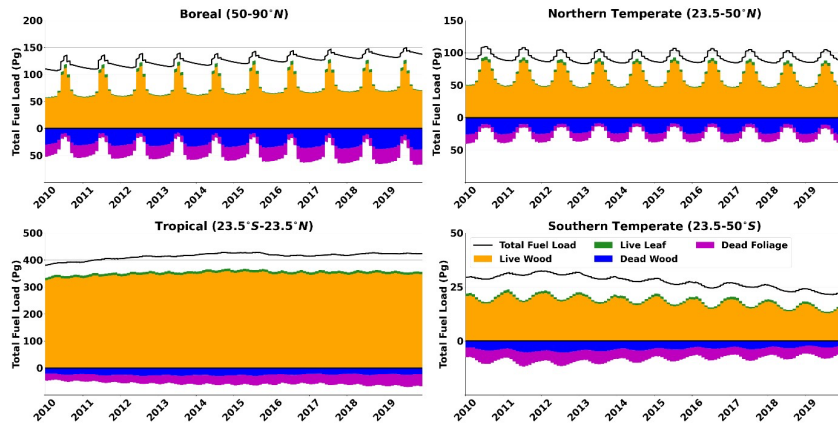 Boreal (50-90°N)
Total Fuel Load (Pg)
200
150
100
50
0
50
2010 2011 2012 2013 2014 2015 2016 2017 2018 2019
Northern Temperate (23.5-50°N)
Total Fuel Load (Pg)
150
100
50
0
50
2010 2011 2012 2013 2014 2015 2016 2017 2018 2019
Tropical (23.5°S-23.5°N)
Total Fuel Load (Pg)
500
400
300
200
100
0
2010 2011 2012 2013 2014 2015 2016 2017 2018 2019
Southern Temperate (23.5-50°S)
Total Fuel Load (Pg)
50
25
0
Total Fuel Load Live Leaf Dead Foliage
Live Wood Dead Wood
2010 2011 2012 2013 2014 2015 2016 2017 2018 2019